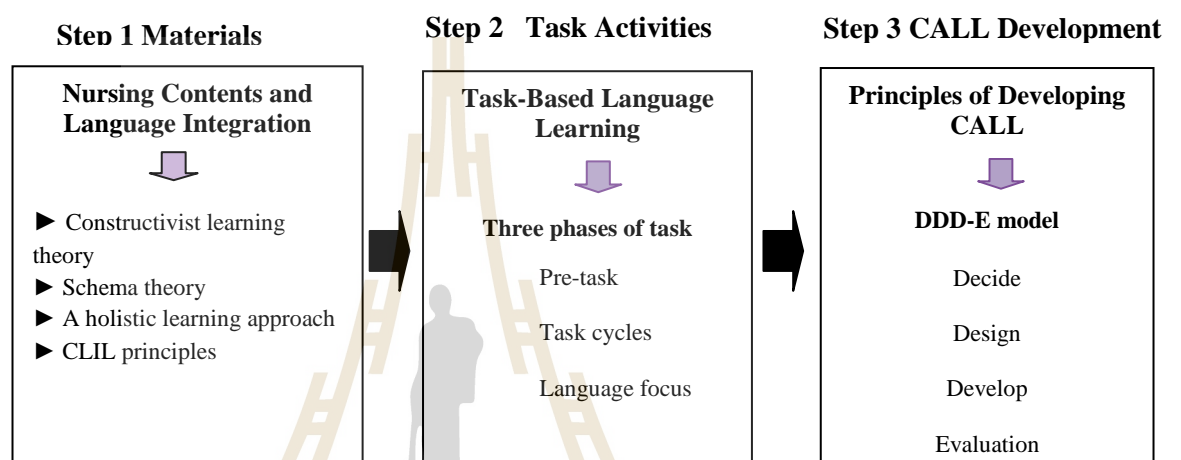 Step 1 Materials
Nursing Contents and
Language Integration
► Constructivist learning
theory
► Schema theory
► A holistic learning approach
► CLIL principles
Step 2 Task Activities
Task-Based Language
Learning
Three phases of task
Pre-task
Task cycles
Language focus
Step 3 CALL Development
Principles of Developing
CALL
DDD-E model
Decide
Design
Develop
Evaluation